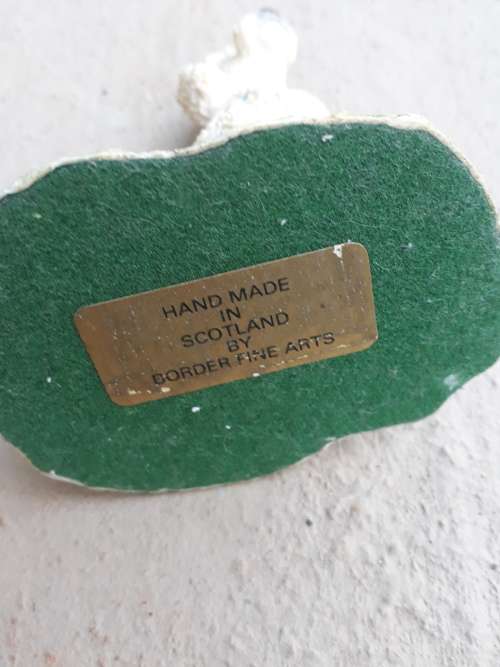 HAND MADE
IN
SCOTLAND
BY
BORDER FINE ARTS